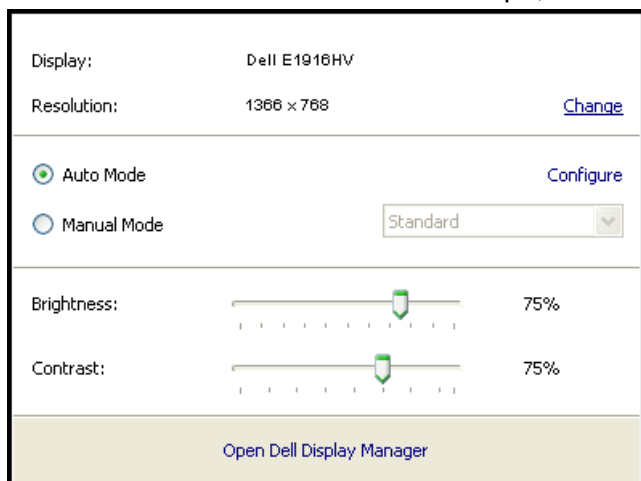 Display: Dell E1916HV
Resolution: 1366 x 768 Change
Auto Mode Configure
Manual Mode Standard
Brightness: 75%
Contrast: 75%
Open Dell Display Manager